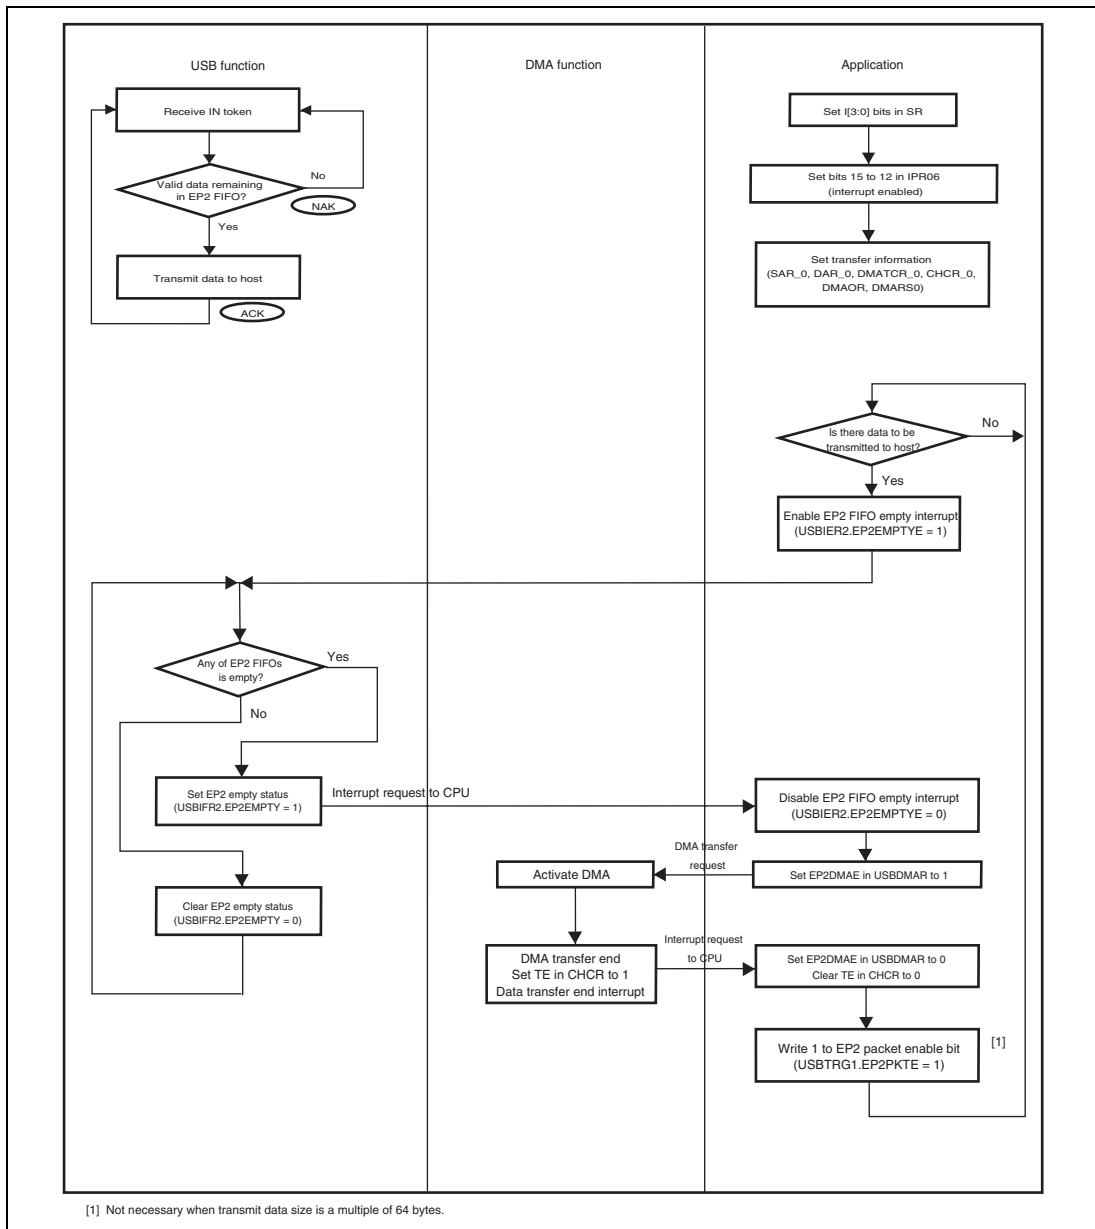 USB function
DMA function
Application
Receive IN token
Valid data remaining
in EP2 FIFO?
No
NAK
Yes
Transmit data to host
ACK
Set I[3:0] bits in SR
Set bits 15 to 12 in IPR06
(interrupt enabled)
Set transfer information
(SAR_0, DAR_0, DMATCR_0, CHCR_0,
DMAOR, DMARS0)
Is there data to be
transmitted to host?
No
Yes
Enable EP2 FIFO empty interrupt
(USBIER2.EP2EMPTYE = 1)
Any of EP2 FIFOs
is empty?
Yes
No
Set EP2 empty status
(USBIFR2.EP2EMPTY = 1)
Interrupt request to CPU
Disable EP2 FIFO empty interrupt
(USBIER2.EP2EMPTYE = 0)
DMA transfer
request
Activate DMA
Set EP2DMAE in USBDMAR to 1
Clear EP2 empty status
(USBIFR2.EP2EMPTY = 0)
DMA transfer end
Set TE in CHCR to 1
Data transfer end interrupt
Interrupt request
to CPU
Set EP2DMAE in USBDMAR to 0
Clear TE in CHCR to 0
Write 1 to EP2 packet enable bit
(USBTRG1.EP2PKTE = 1)
[1]
[1] Not necessary when transmit data size is a multiple of 64 bytes.